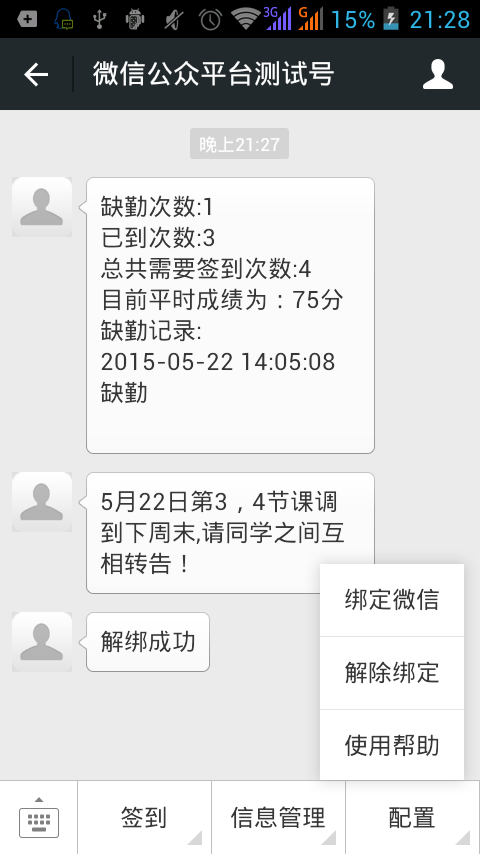 3G G 15% 21:28
微信公众平台测试号
晚上21:27
缺勤次数:1
已到次数:3
总共需要签到次数:4
目前平时成绩为：75分
缺勤记录:
2015-05-22 14:05:08
缺勤
5月22日第3，4节课调
到下周末,请同学之间互
相转告！
解绑成功
绑定微信
解除绑定
使用帮助
签到
信息管理
配置